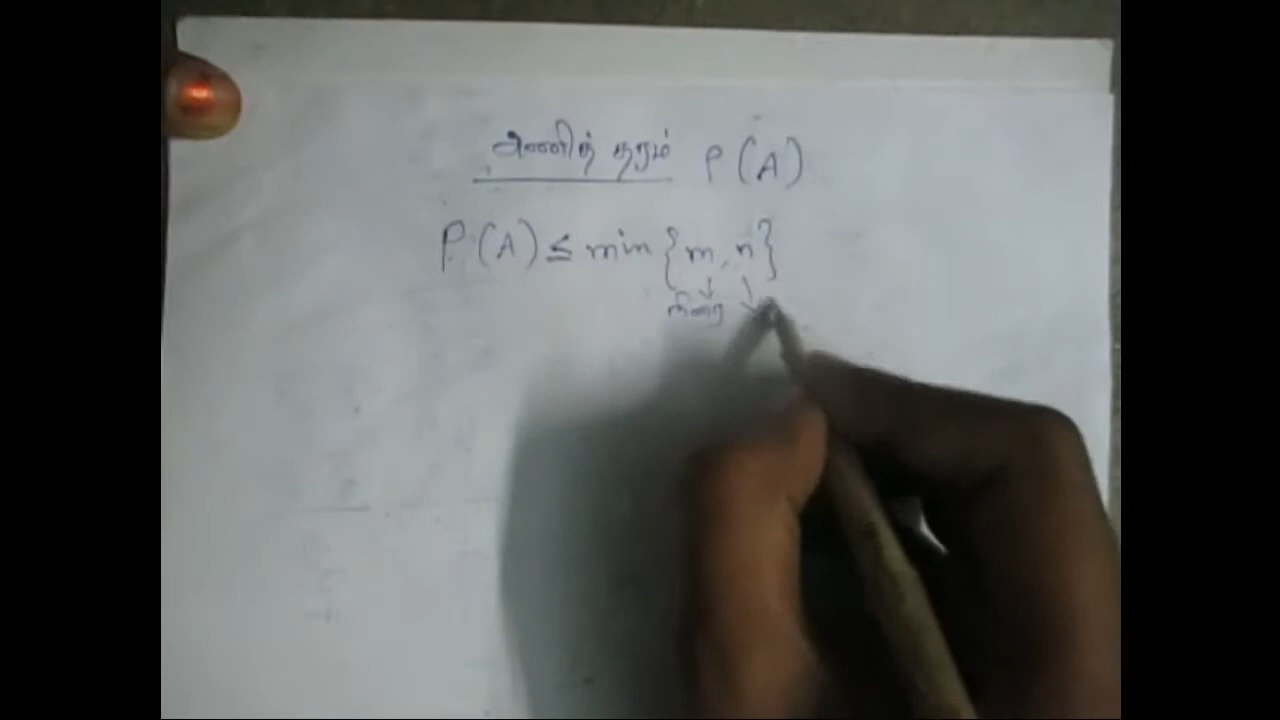 அணித் தரம் ρ(A)
ρ(A) ≤ min {m, n}
நிரை